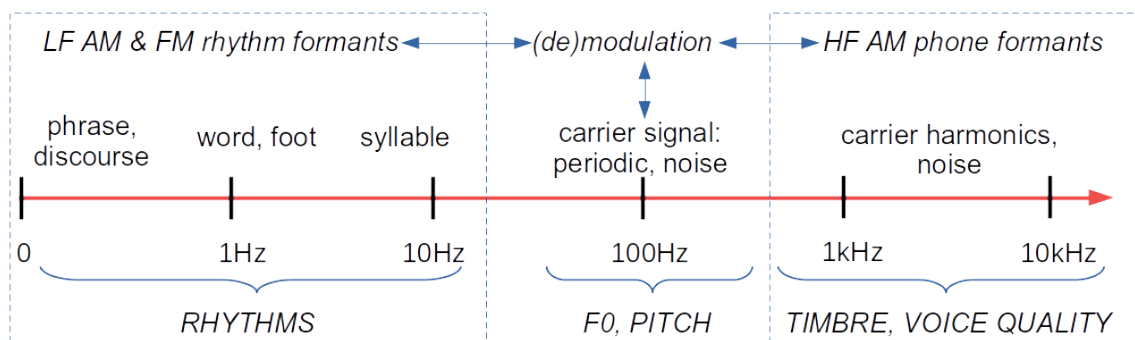 LF AM & FM rhythm formants
(de)modulation
HF AM phone formants
phrase,
discourse
word, foot
syllable
carrier signal:
periodic, noise
carrier harmonics,
noise
0
1Hz
10Hz
100Hz
1kHz
10kHz
RHYTHMS
F0, PITCH
TIMBRE, VOICE QUALITY